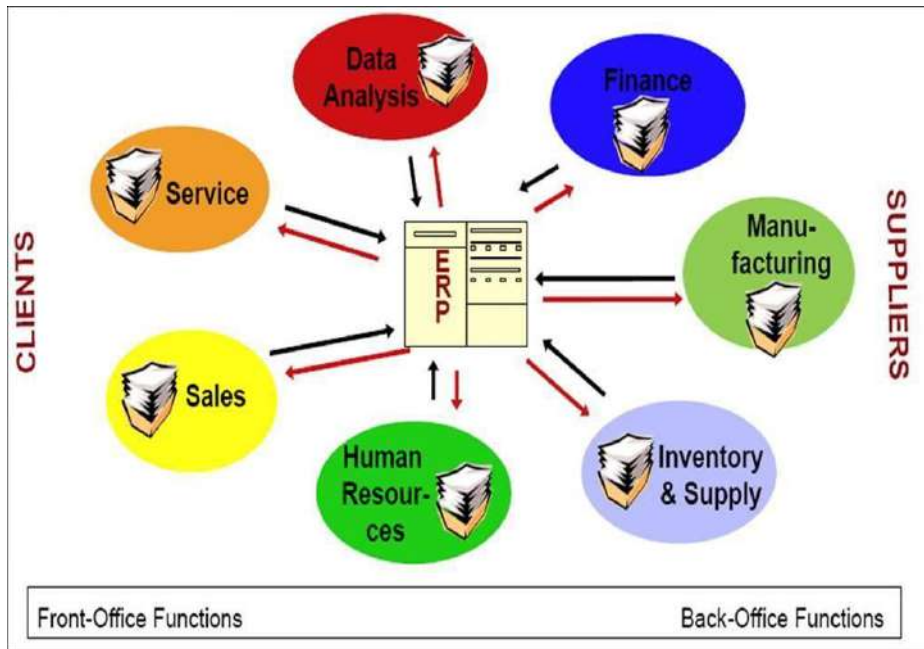 Data
Analysis
Finance
Service
Manu-
facturing
CLIENTS
ERP
SUPPLIERS
Sales
Human
Resour-
ces
Inventory
& Supply
Front-Office Functions
Back-Office Functions